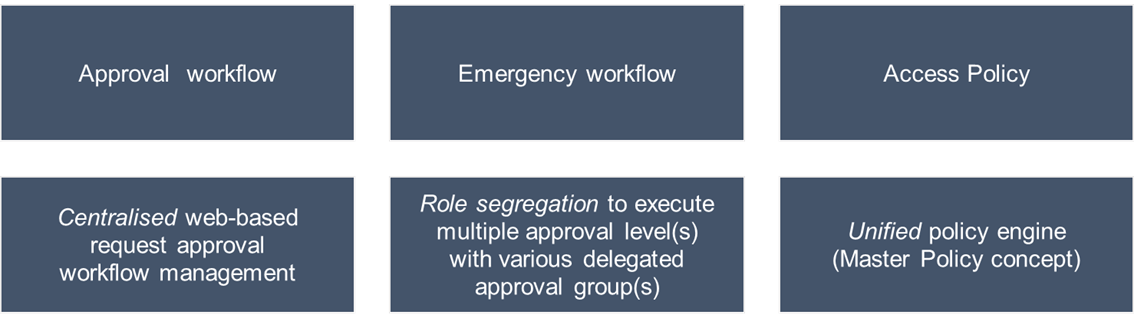 Approval workflow
Emergency workflow
Access Policy
Centralised web-based
request approval
workflow management
Role segregation to execute
multiple approval level(s)
with various delegated
approval group(s)
Unified policy engine
(Master Policy concept)